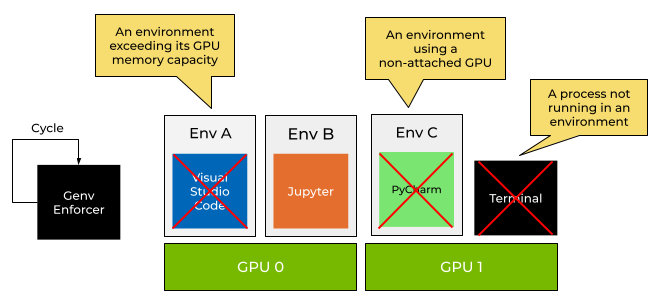 An environment
exceeding its GPU
memory capacity
An environment
using a
non-attached GPU
A process not
running in an
environment
Cycle
Genv
Enforcer
Env A
Visual
Studio
Code
Env B
Jupyter
Env C
PyCharm
Terminal
GPU 0
GPU 1